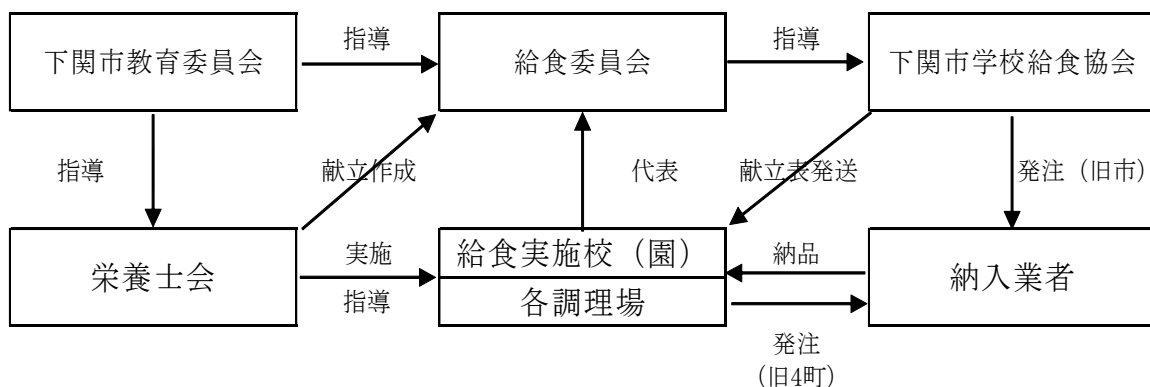 下関市教育委員会
指導
給食委員会
指導
下関市学校給食協会
指導
献立作成
代表
献立表発送
発注（旧市）
栄養士会
実施
指導
給食実施校（園）
各調理場
納品
納入業者
発注
（旧4町）